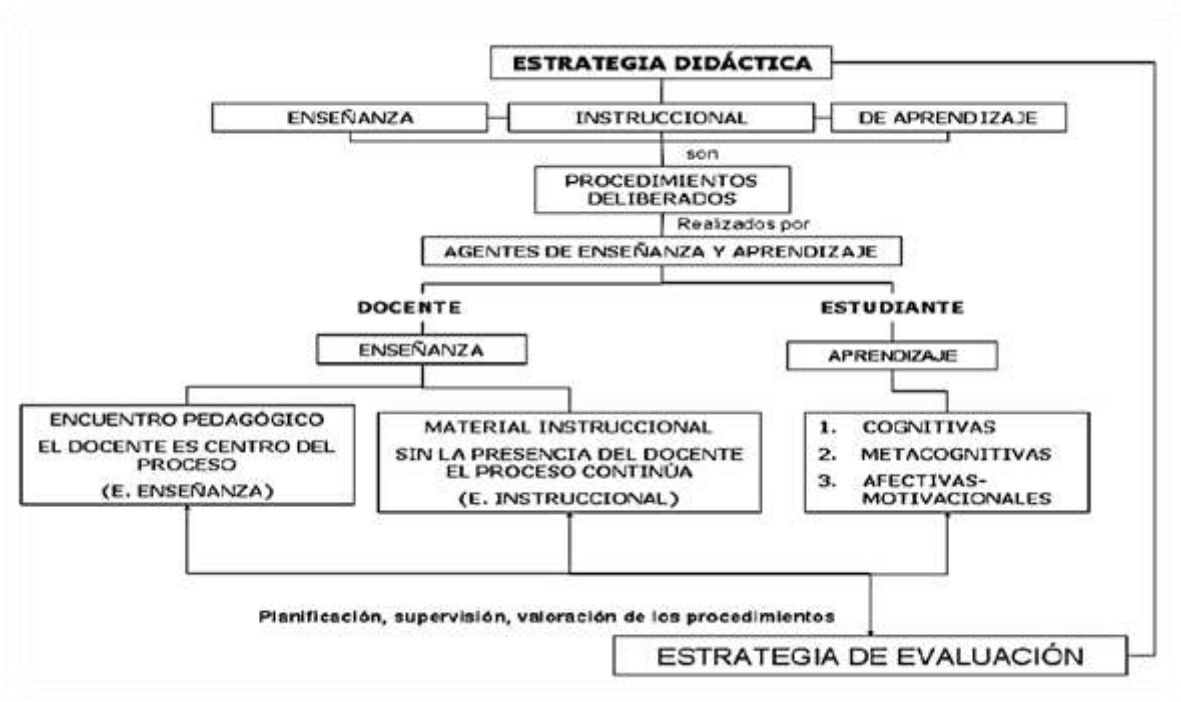 ESTRATEGIA DIDÁCTICA
ENSEÑANZA
INSTRUCCIONAL
DE APRENDIZAJE
son
PROCEDIMIENTOS
DELIBERADOS
Realizados por
AGENTES DE ENSEÑANZA Y APRENDIZAJE
DOCENTE
ESTUDIANTE
ENSEÑANZA
APRENDIZAJE
ENCUENTRO PEDAGÓGICO
EL DOCENTE ES CENTRO DEL
PROCESO
(E. ENSEÑANZA)
MATERIAL INSTRUCCIONAL
SIN LA PRESENCIA DEL DOCENTE
EL PROCESO CONTINÚA
(E. INSTRUCCIONAL)
1. COGNITIVAS
2. METACOGNITIVAS
3. AFECTIVAS-
MOTIVACIONALES
Planificación, supervisión, valoración de los procedimientos
ESTRATEGIA DE EVALUACIÓN